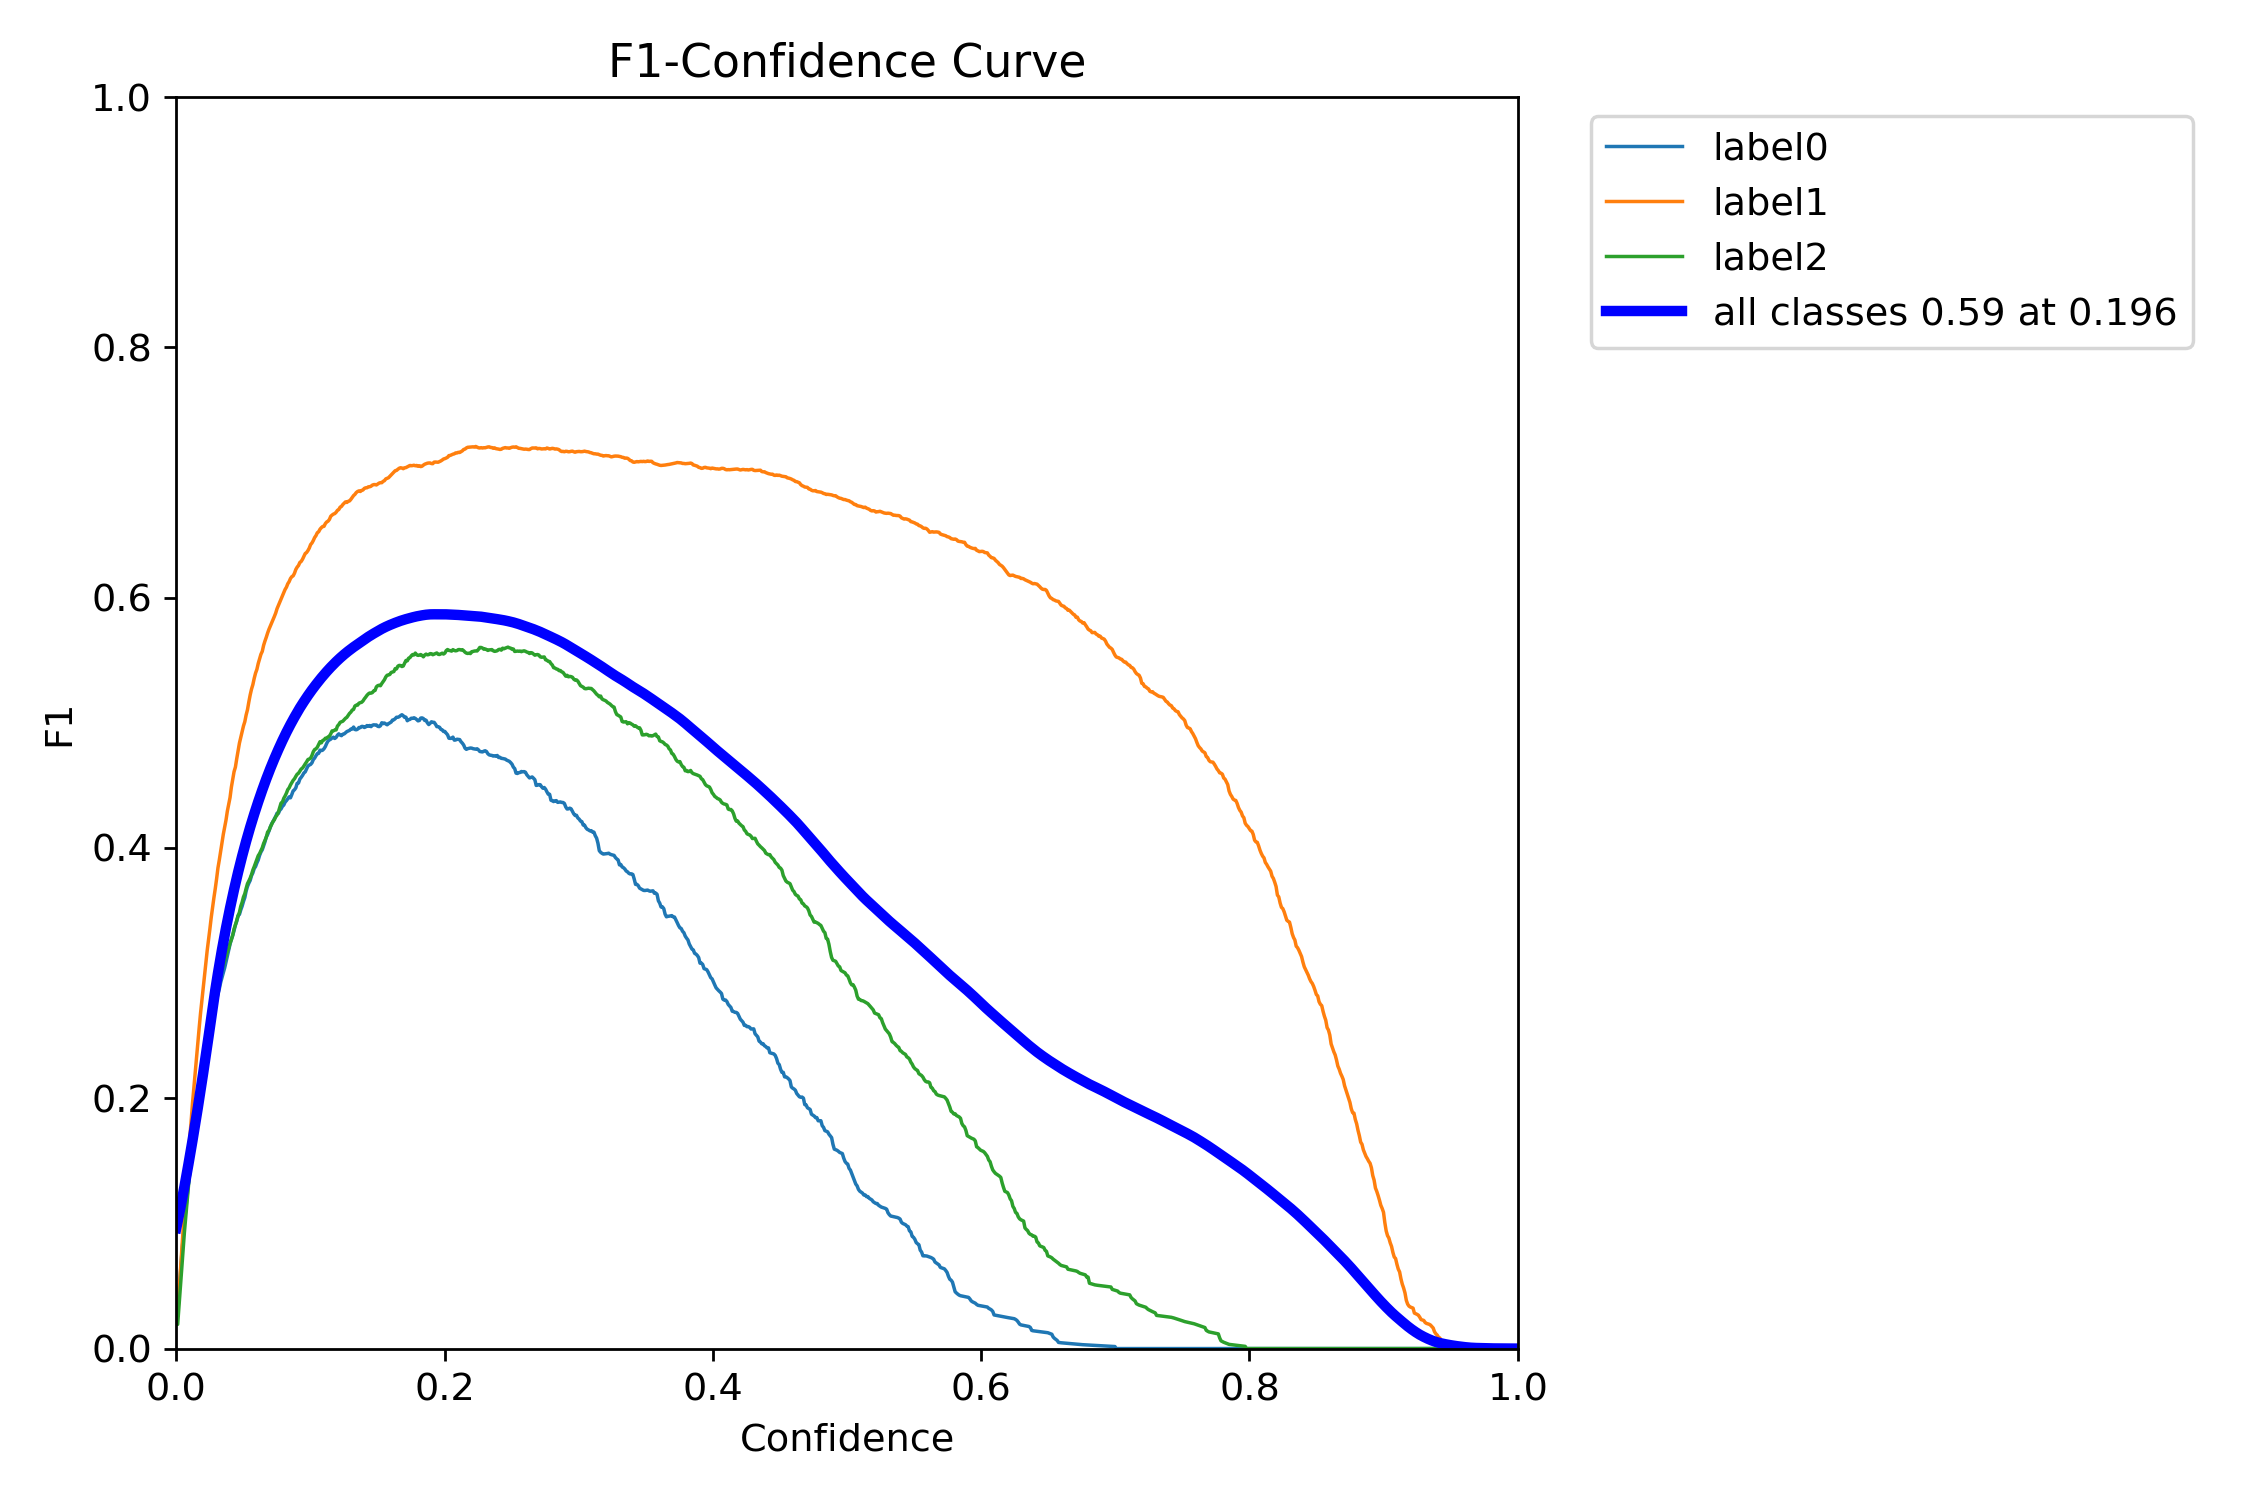 F1-Confidence Curve
1.0
0.8
0.6
0.4
0.2
0.0
F1
0.0 0.2 0.4 0.6 0.8 1.0
Confidence
label0
label1
label2
all classes 0.59 at 0.196